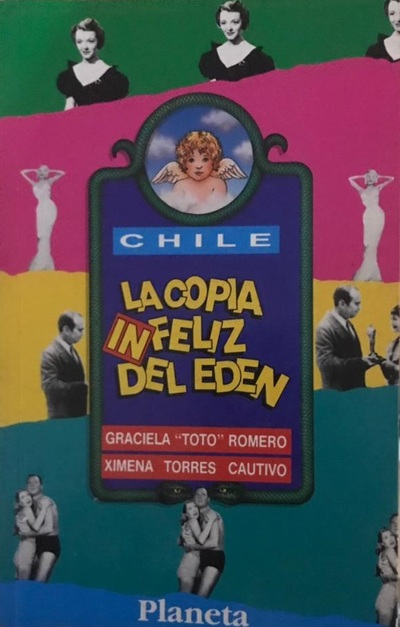 CHILE
LA COPIA
INFELIZ
DEL EDEN
GRACIELA "TOTO" ROMERO
XIMENA TORRES CAUTIVO
Planeta